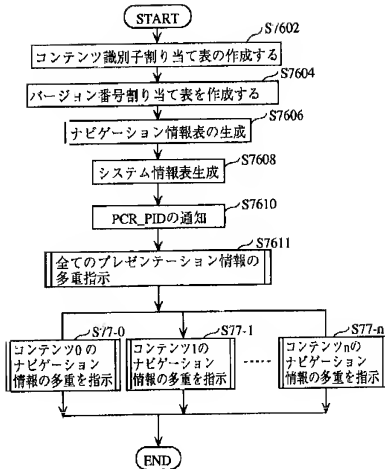 START
S7602
コンテンツ識別子割り当て表の作成する
S7604
バージョン番号割り当て表を作成する
S7606
ナビゲーション情報表の生成
S7608
システム情報表生成
S7610
PCR_PIDの通知
S7611
全てのプレゼンテーション情報の
多重指示
S77-0
コンテンツ0の
ナビゲーション
情報の多重を指示
S77-1
コンテンツ1の
ナビゲーション
情報の多重を指示
S77-n
コンテンツnの
ナビゲーション
情報の多重を指示
END